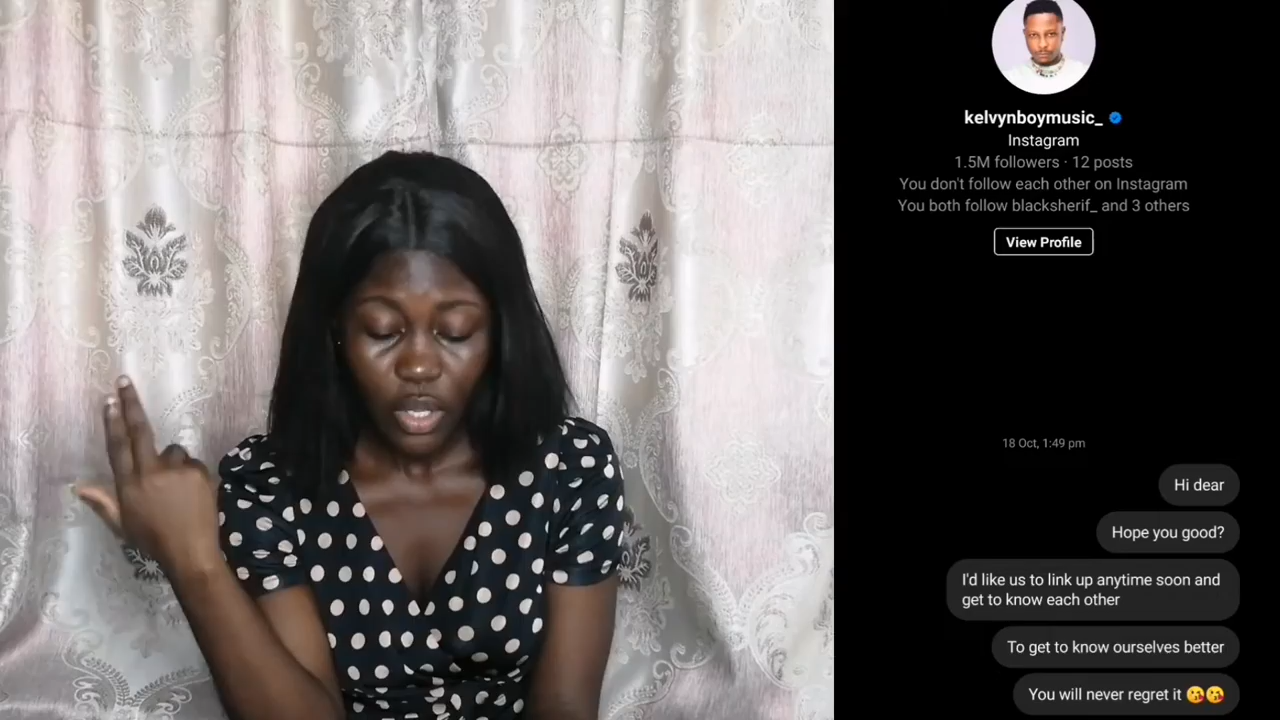 kelvynboymusic_
Instagram
1.5M followers · 12 posts
You don't follow each other on Instagram
You both follow blacksherif_ and 3 others
View Profile
18 Oct, 1:49 pm
Hi dear
Hope you good?
I'd like us to link up anytime soon and
get to know each other
To get to know ourselves better
You will never regret it 😘😘